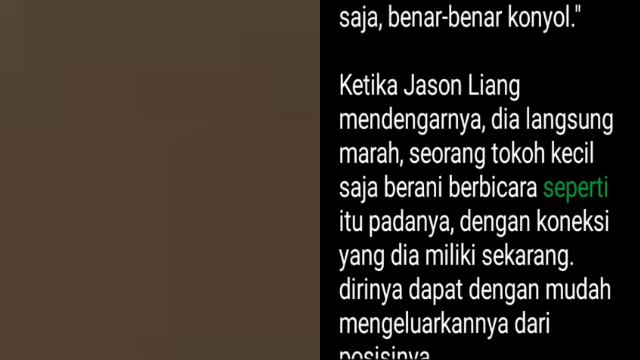 saja, benar-benar konyol."
Ketika Jason Liang
mendengarnya, dia langsung
marah, seorang tokoh kecil
saja berani berbicara seperti
itu padanya, dengan koneksi
yang dia miliki sekarang.
dirinya dapat dengan mudah
mengeluarkannya dari
posisinya